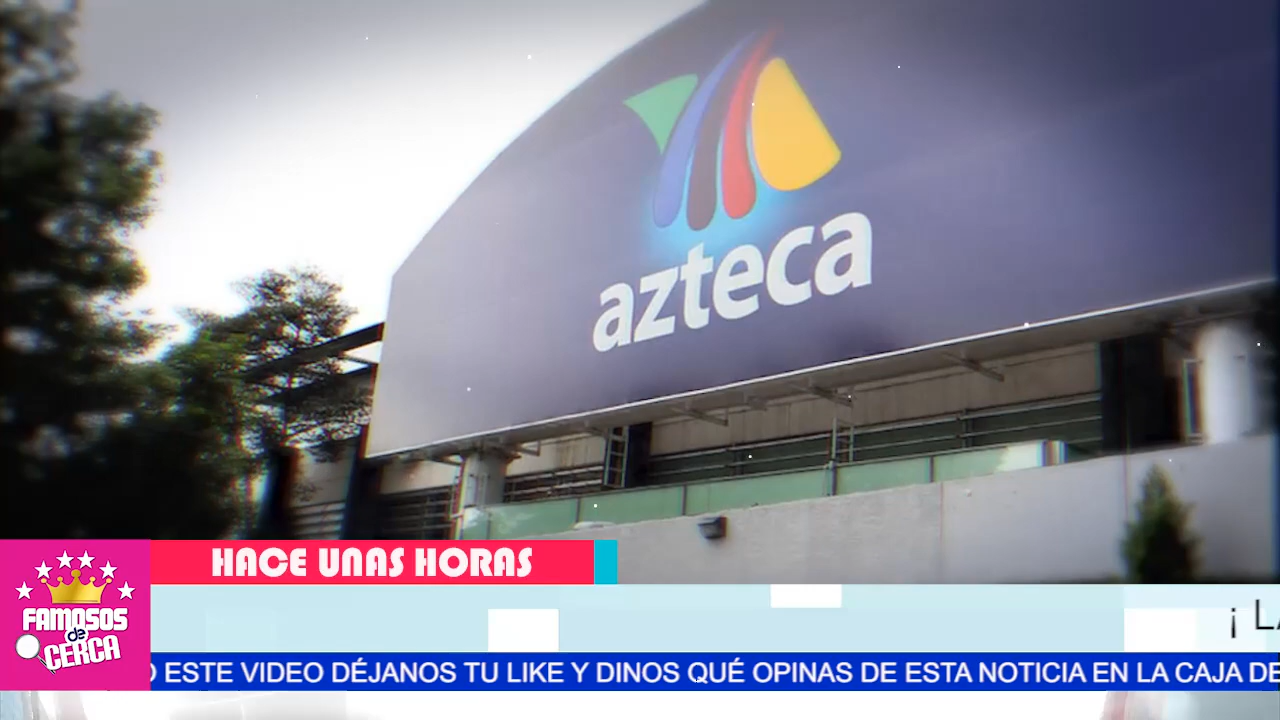 azteca
HACE UNAS HORAS
FAMOSOS
de
CERCA
¡ LA
O ESTE VIDEO DÉJANOS TU LIKE Y DINOS QUÉ OPINAS DE ESTA NOTICIA EN LA CAJA DE